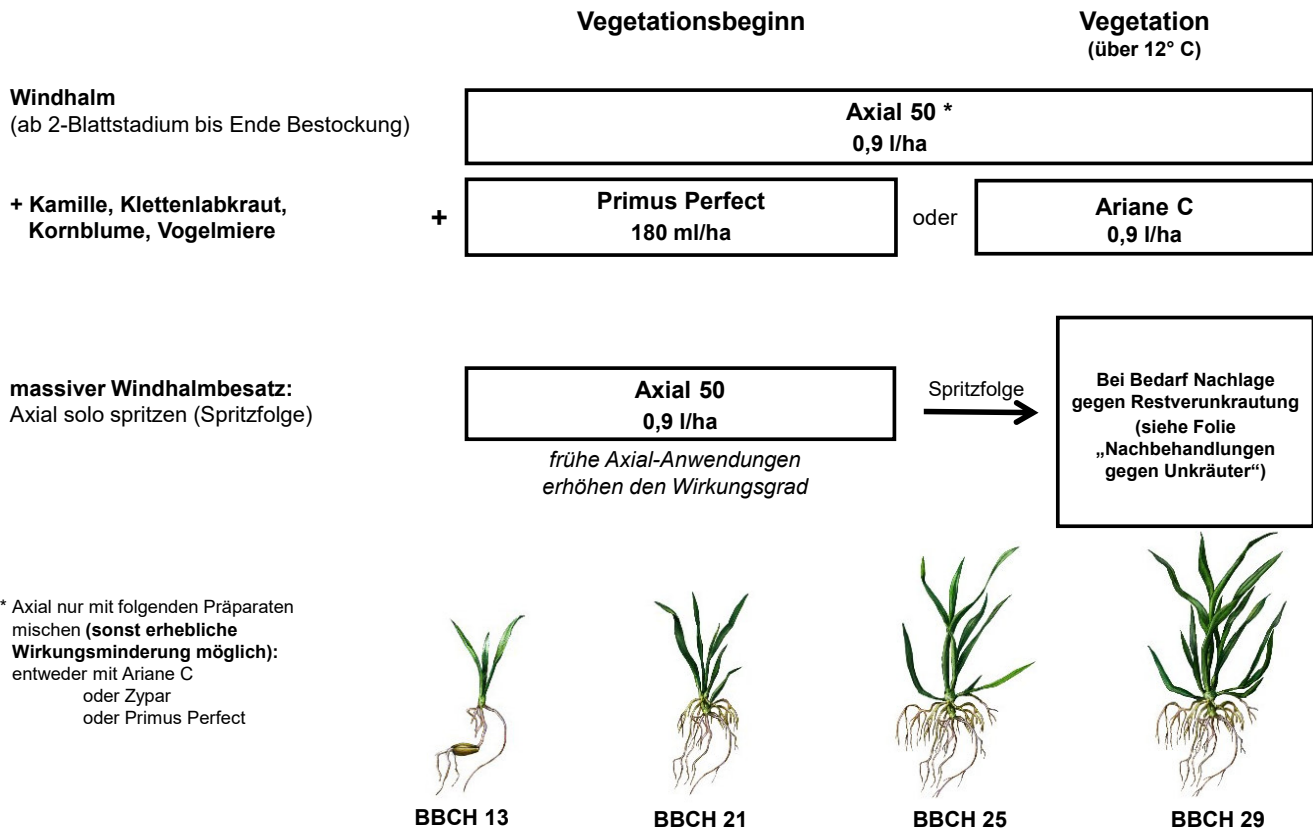 Vegetationsbeginn
Vegetation
(über 12° C)
Windhalm
(ab 2-Blattstadium bis Ende Bestockung)
Axial 50 *
0,9 l/ha
+ Kamille, Klettenlabkraut,
Kornblume, Vogelmiere
+
Primus Perfect
180 ml/ha
oder
Ariane C
0,9 l/ha
massiver Windhalmbesatz:
Axial solo spritzen (Spritzfolge)
Axial 50
0,9 l/ha
frühe Axial-Anwendungen
erhöhen den Wirkungsgrad
Spritzfolge
Bei Bedarf Nachlage
gegen Restverunkrautung
(siehe Folie
„Nachbehandlungen
gegen Unkräuter“)
* Axial nur mit folgenden Präparaten
mischen (sonst erhebliche
Wirkungsminderung möglich):
entweder mit Ariane C
oder Zypar
oder Primus Perfect
BBCH 13
BBCH 21
BBCH 25
BBCH 29